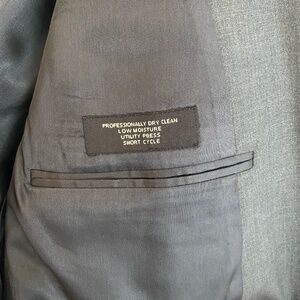 PROFESSIONALLY DRY CLEAN
LOW MOISTURE
UTILITY PRESS
SHORT CYCLE